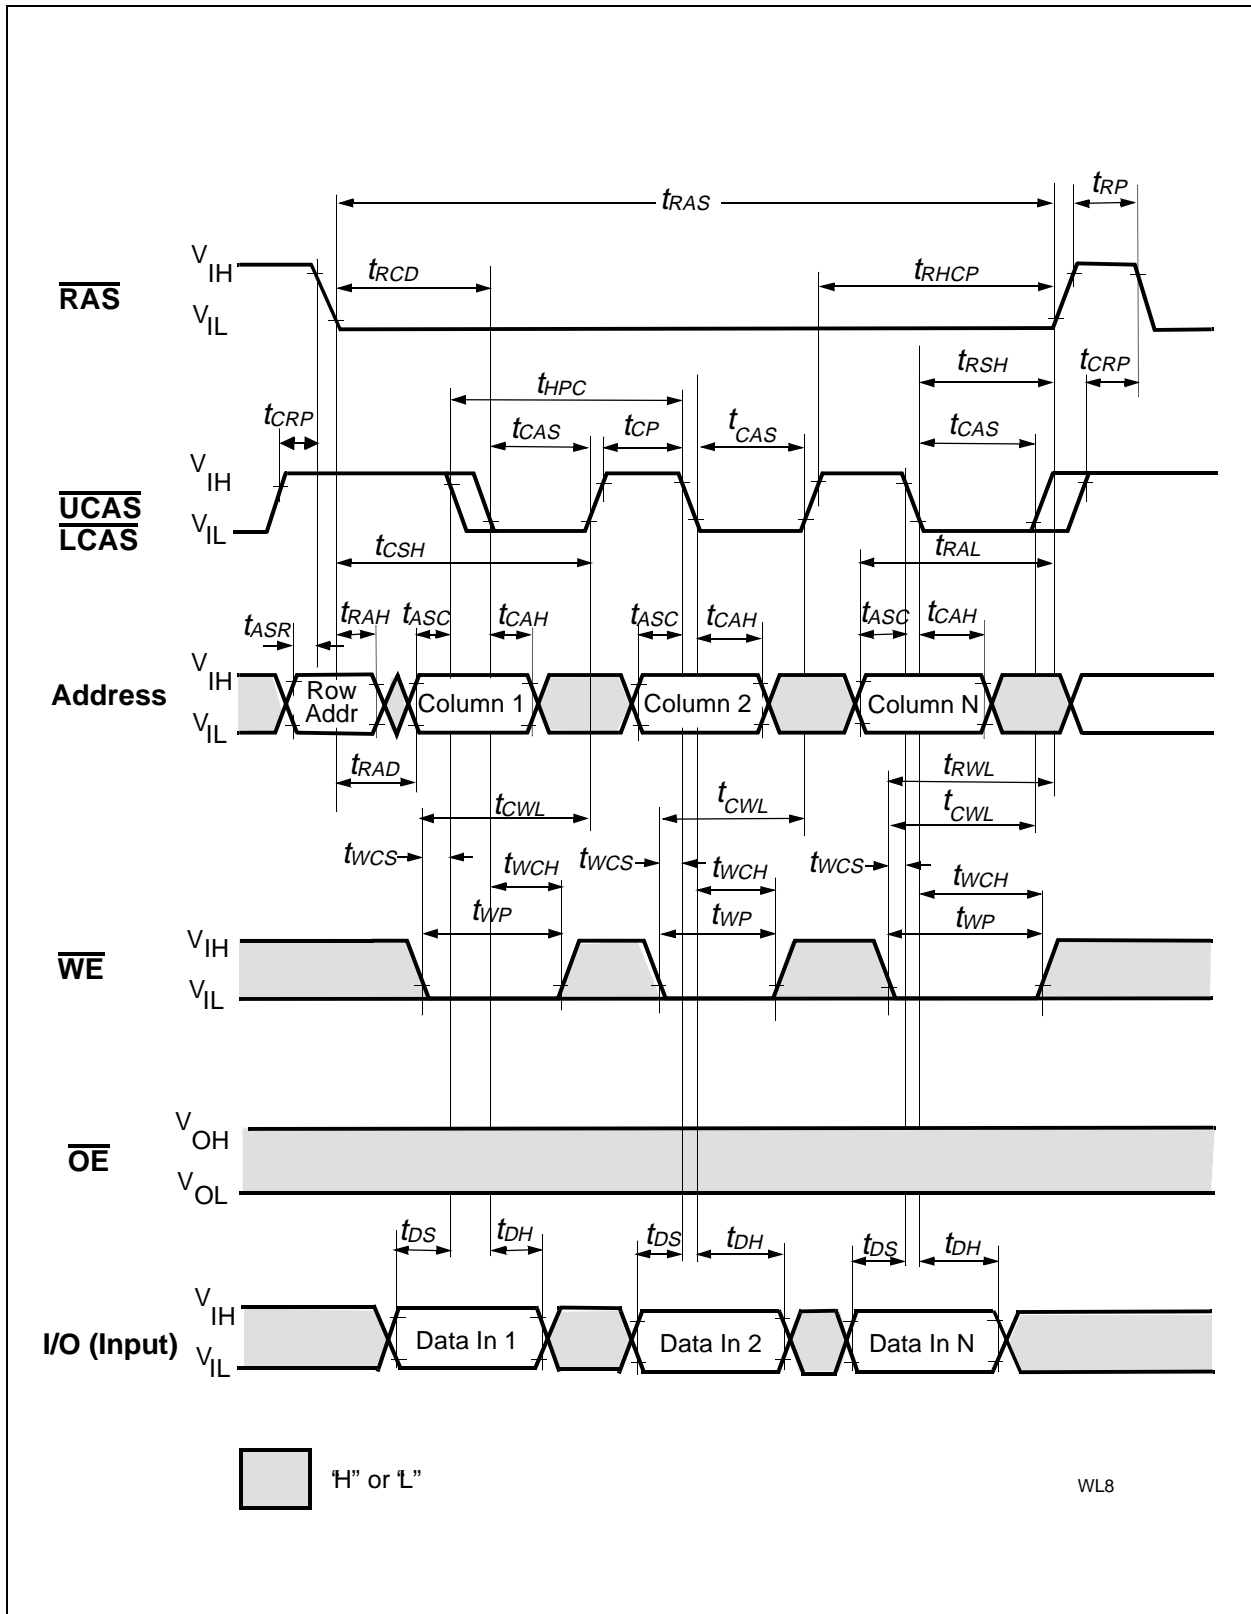 tRAS
tRP
VIH
RAS
VIL
tRCD
tRHCP
tRSH
tCRP
tHPC
tCRP
tCAS
tCP
tCAS
tCAS
VIH
UCAS
LCAS
VIL
tCSH
tRAL
tASR
tRAH
tASC
tCAH
tASC
tCAH
tASC
tCAH
VIH
Address
VIL
Row
Addr
Column 1
Column 2
Column N
tRAD
tRWL
tCWL
tCWL
tCWL
tWCS
tWCH
tWCS
tWCH
tWCS
tWCH
tWP
tWP
tWP
VIH
WE
VIL
VOH
OE
VOL
tDS
tDH
tDS
tDH
tDS
tDH
VIH
I/O (Input)
VIL
Data In 1
Data In 2
Data In N
“H” or “L”
WL8